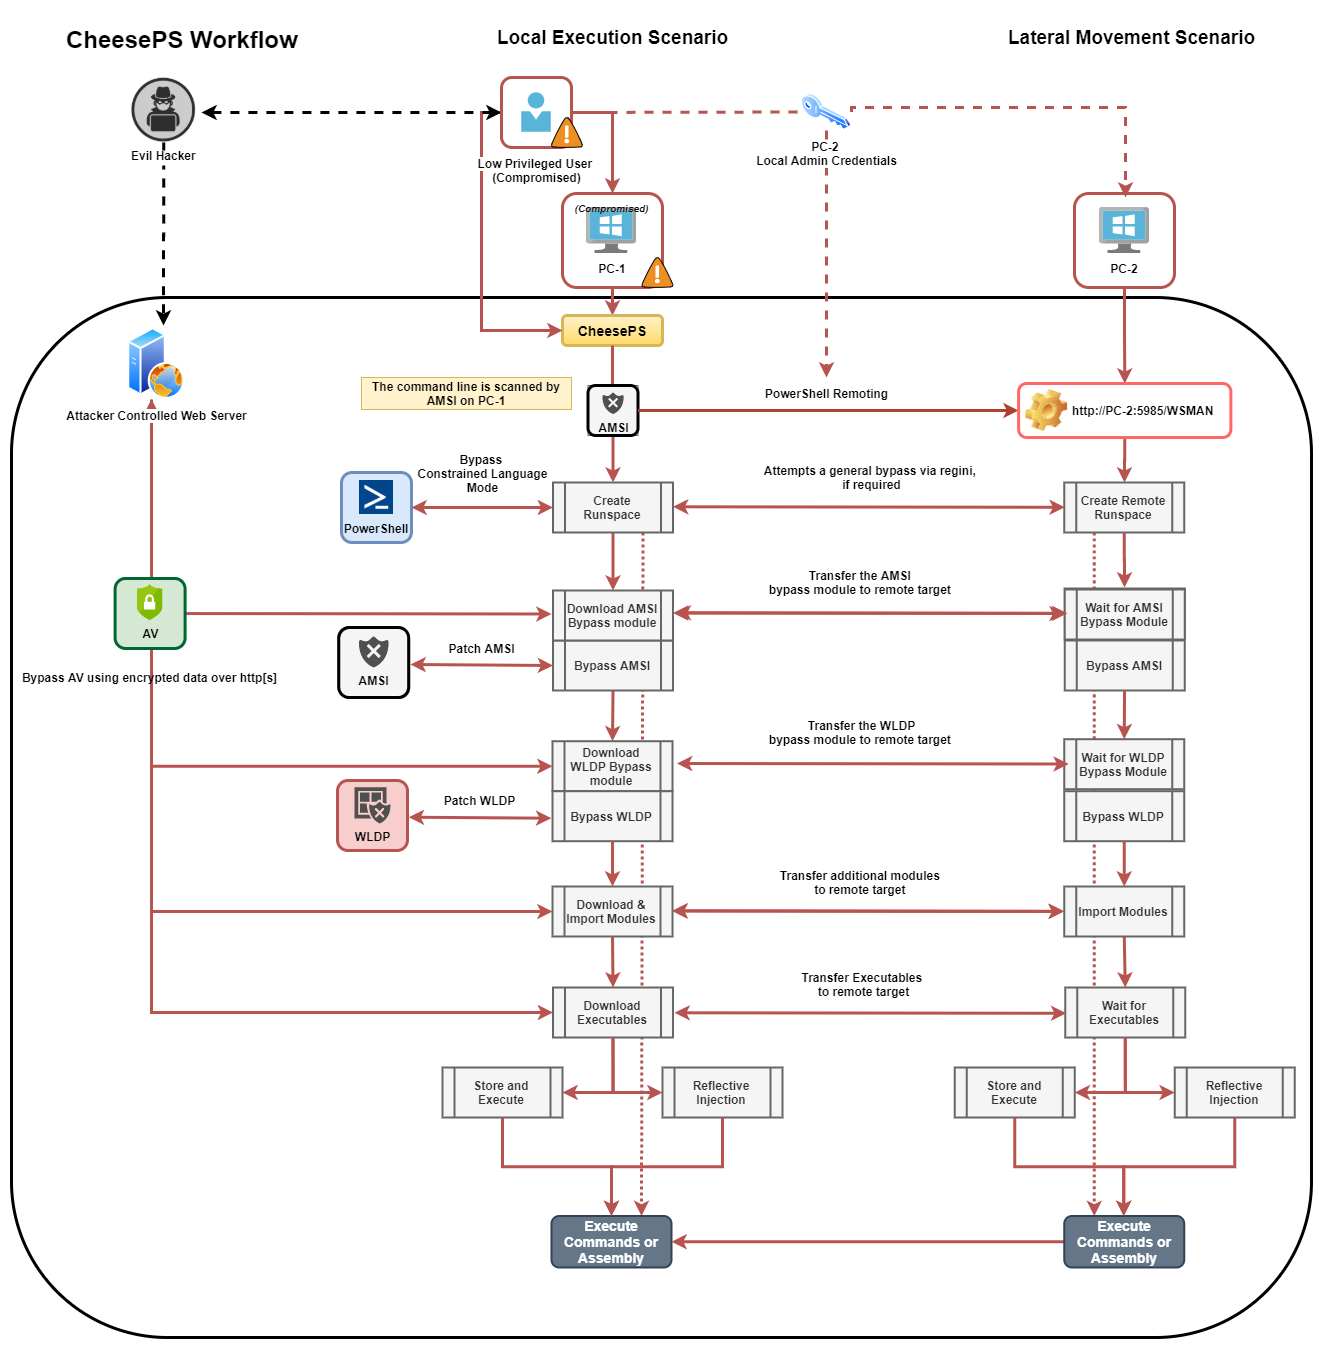 CheesePS Workflow
Local Execution Scenario
Lateral Movement Scenario
Evil Hacker
Low Privileged User
(Compromised)
PC-2
Local Admin Credentials
(Compromised)
PC-1
PC-2
CheesePS
The command line is scanned by
AMSI on PC-1
AMSI
PowerShell Remoting
http://PC-2:5985/WSMAN
Attacker Controlled Web Server
Bypass
Constrained Language
Mode
PowerShell
Create
Runspace
Attempts a general bypass via regini,
if required
Create Remote
Runspace
AV
Bypass AV using encrypted data over http[s]
Download AMSI
Bypass module
Transfer the AMSI
bypass module to remote target
Wait for AMSI
Bypass Module
AMSI
Patch AMSI
Bypass AMSI
Bypass AMSI
Download
WLDP Bypass
module
Transfer the WLDP
bypass module to remote target
Wait for WLDP
Bypass Module
WLDP
Patch WLDP
Bypass WLDP
Bypass WLDP
Download &
Import Modules
Transfer additional modules
to remote target
Import Modules
Download
Executables
Transfer Executables
to remote target
Wait for
Executables
Store and
Execute
Reflective
Injection
Store and
Execute
Reflective
Injection
Execute
Commands or
Assembly
Execute
Commands or
Assembly